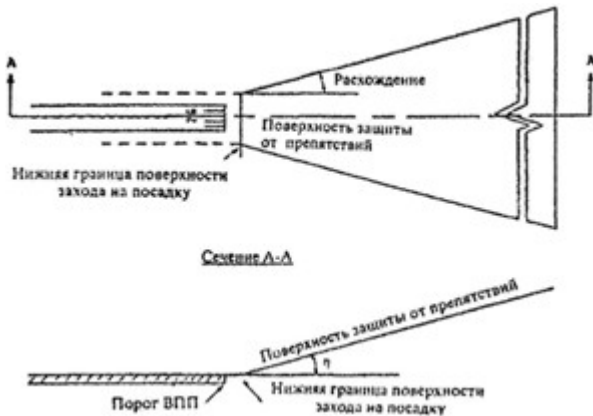 А
А
Расхождение
Поверхность защиты
от препятствий
Нижняя граница поверхности
захода на посадку
Сечение А-А
Поверхность защиты от препятствий
η
Порог ВПП
Нижняя граница поверхности
захода на посадку